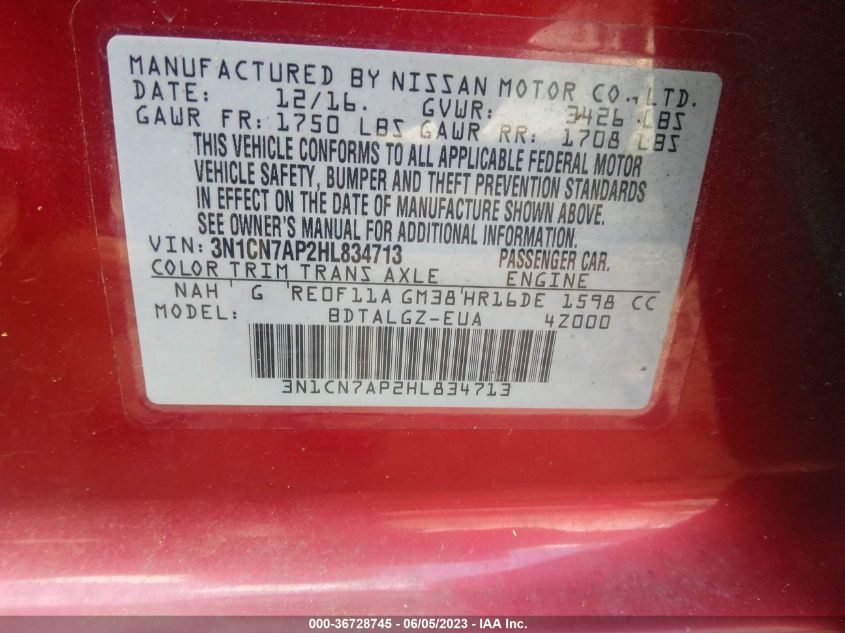 MANUFACTURED BY NISSAN MOTOR CO., LTD.
DATE: 12/16. GVWR: 3426 LBS
GAWR FR: 1750 LBS GAWR RR: 1708 LBS
THIS VEHICLE CONFORMS TO ALL APPLICABLE FEDERAL MOTOR
VEHICLE SAFETY, BUMPER AND THEFT PREVENTION STANDARDS
IN EFFECT ON THE DATE OF MANUFACTURE SHOWN ABOVE.
SEE OWNER'S MANUAL FOR ADDITIONAL INFORMATION.
VIN: 3N1CN7AP2HL834713 PASSENGER CAR.
COLOR TRIM TRANS AXLE ENGINE
NAH G RE0F11A GM38 HR16DE 1598 CC
MODEL: BDTALGZ-EUA 4Z000
3N1CN7AP2HL834713
000-36728745 - 06/05/2023 - IAA Inc.